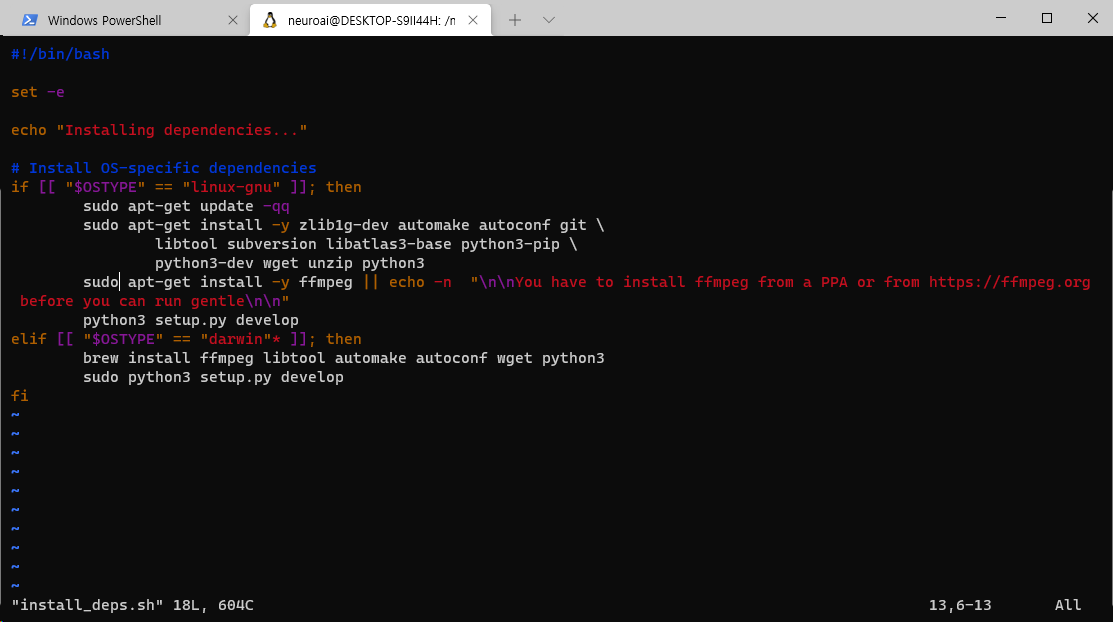 Windows PowerShell
neuroai@DESKTOP-S9II44H: /n
#!/bin/bash
set -e
echo "Installing dependencies..."
# Install OS-specific dependencies
if [[ "$OSTYPE" == "linux-gnu" ]]; then
        sudo apt-get update -qq
        sudo apt-get install -y zlib1g-dev automake autoconf git \
                libtool subversion libatlas3-base python3-pip \
                python3-dev wget unzip python3
        sudo apt-get install -y ffmpeg || echo -n  "\n\nYou have to install ffmpeg from a PPA or from https://ffmpeg.org
 before you can run gentle\n\n"
        python3 setup.py develop
elif [[ "$OSTYPE" == "darwin"* ]]; then
        brew install ffmpeg libtool automake autoconf wget python3
        sudo python3 setup.py develop
fi
~
~
~
~
~
~
~
~
~
~
"install_deps.sh" 18L, 604C 13,6-13 All